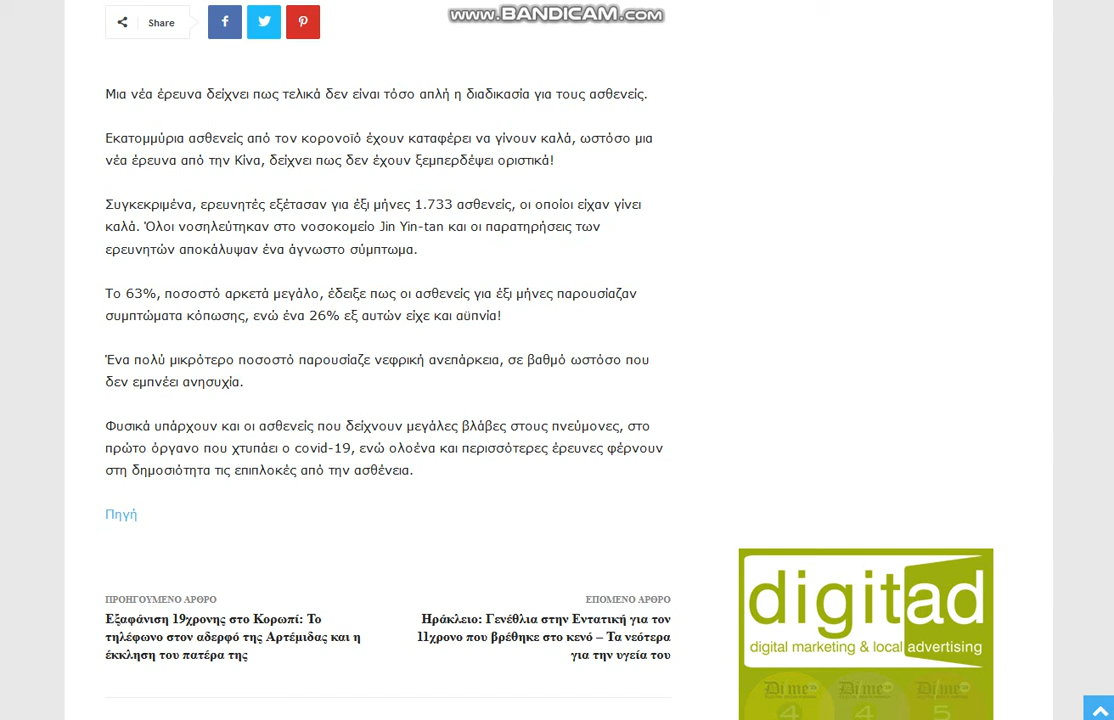 Share
www.BANDICAM.com
Μια νέα έρευνα δείχνει πως τελικά δεν είναι τόσο απλή η διαδικασία για τους ασθενείς.
Εκατομμύρια ασθενείς από τον κορονοϊό έχουν καταφέρει να γίνουν καλά, ωστόσο μια
νέα έρευνα από την Κίνα, δείχνει πως δεν έχουν ξεμπερδέψει οριστικά!
Συγκεκριμένα, ερευνητές εξέτασαν για έξι μήνες 1.733 ασθενείς, οι οποίοι είχαν γίνει
καλά. Όλοι νοσηλεύτηκαν στο νοσοκομείο Jin Yin-tan και οι παρατηρήσεις των
ερευνητών αποκάλυψαν ένα άγνωστο σύμπτωμα.
Το 63%, ποσοστό αρκετά μεγάλο, έδειξε πως οι ασθενείς για έξι μήνες παρουσίαζαν
συμπτώματα κόπωσης, ενώ ένα 26% εξ αυτών είχε και αϋπνία!
Ένα πολύ μικρότερο ποσοστό παρουσίαζε νεφρική ανεπάρκεια, σε βαθμό ωστόσο που
δεν εμπνέει ανησυχία.
Φυσικά υπάρχουν και οι ασθενείς που δείχνουν μεγάλες βλάβες στους πνεύμονες, στο
πρώτο όργανο που χτυπάει ο covid-19, ενώ ολοένα και περισσότερες έρευνες φέρνουν
στη δημοσιότητα τις επιπλοκές από την ασθένεια.
Πηγή
ΠΡΟΗΓΟΥΜΕΝΟ ΑΡΘΡΟ
Εξαφάνιση 19χρονης στο Κορωπί: Το
τηλέφωνο στον αδερφό της Αρτέμιδας και η
έκκληση του πατέρα της
ΕΠΟΜΕΝΟ ΑΡΘΡΟ
Ηράκλειο: Γενέθλια στην Εντατική για τον
11χρονο που βρέθηκε στο κενό – Τα νεότερα
για την υγεία του
digitad
digital marketing & local advertising
Di me Di me Di me
4 4 5